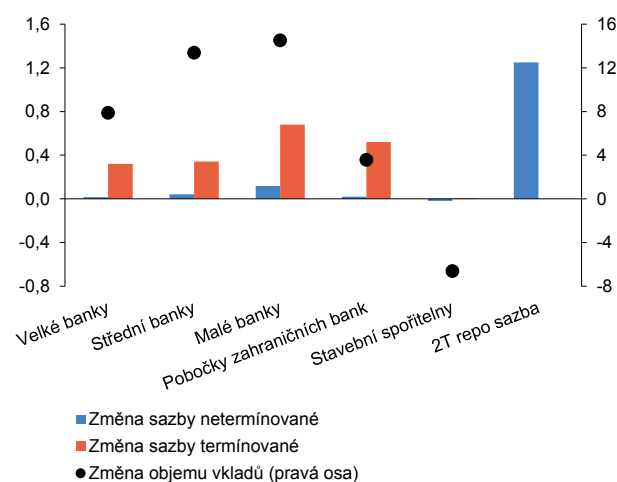 1,6
1,2
0,8
0,4
0,0
-0,4
-0,8
16
12
8
4
0
-4
-8
Velké banky
Střední banky
Malé banky
Pobočky zahraničních bank
Stavební spořitelny
2T repo sazba
Změna sazby netermínované
Změna sazby termínované
Změna objemu vkladů (pravá osa)